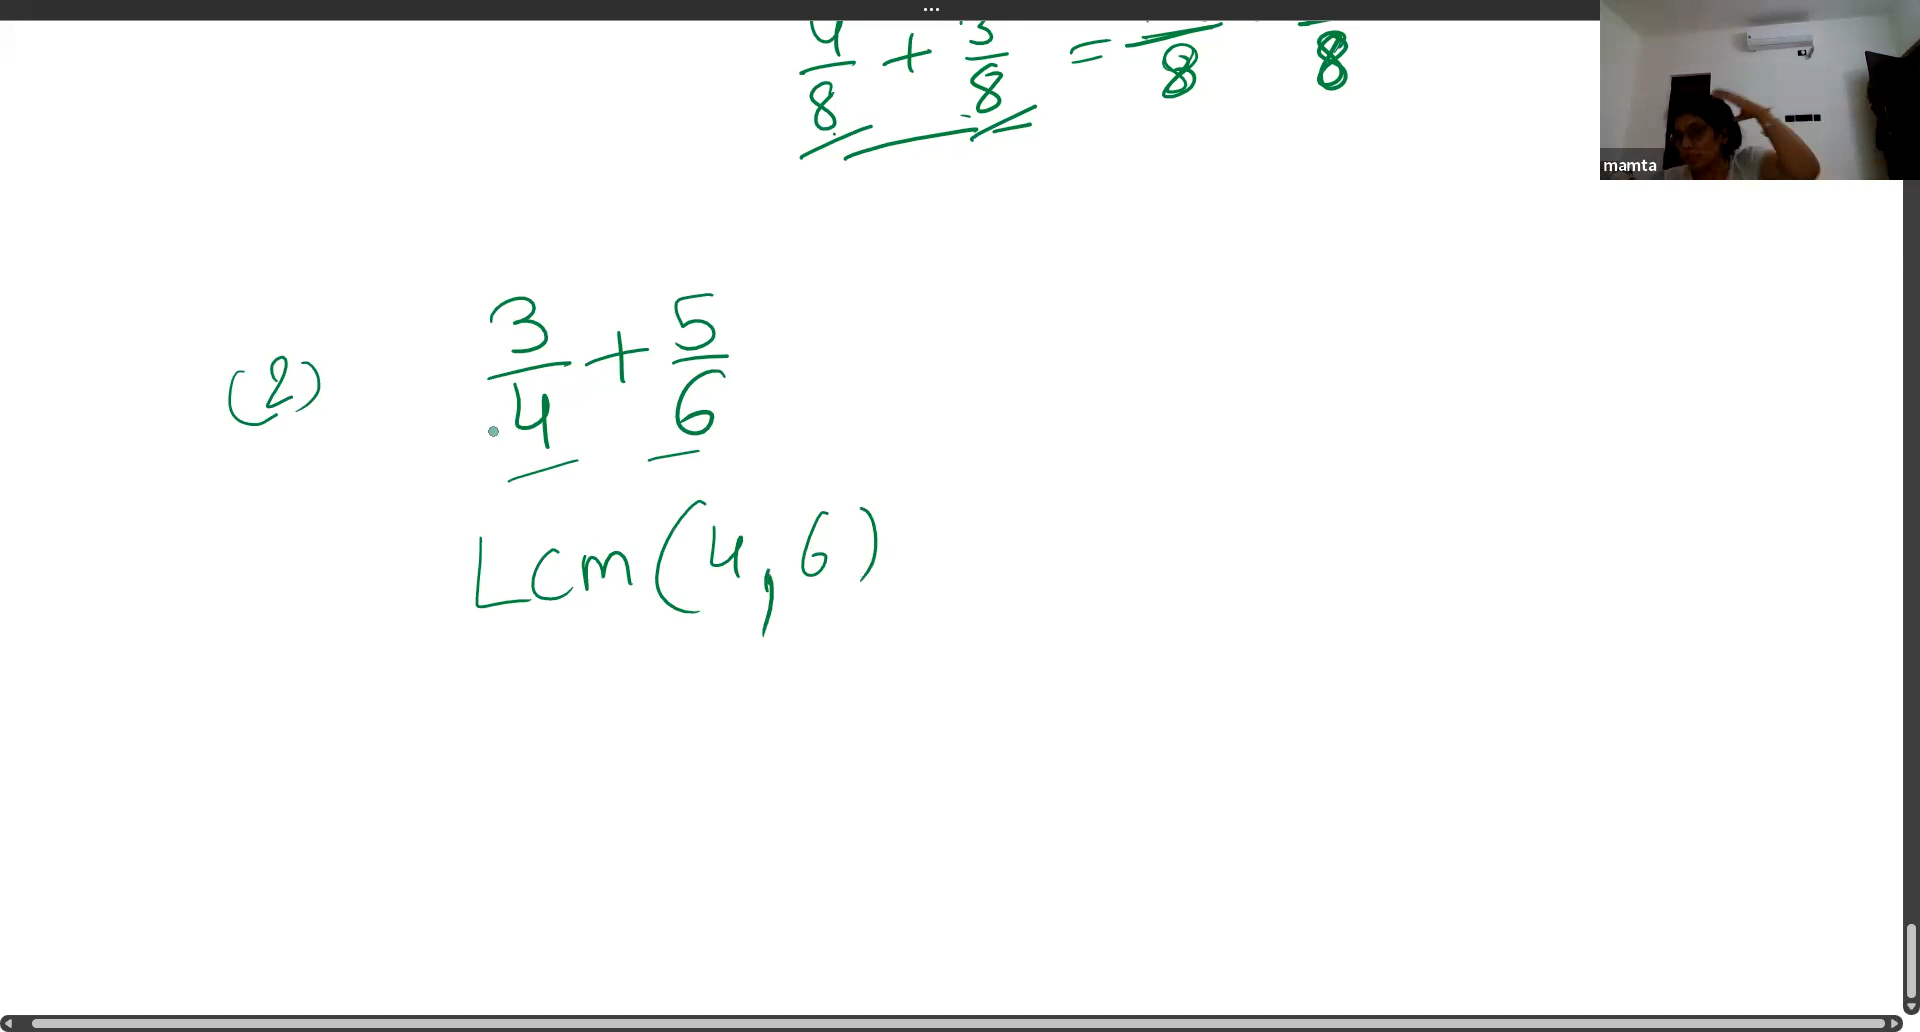 ...
mamta
4/8 + 3/8 = /8 /8
(2) 3/4 + 5/6
Lcm(4,6)